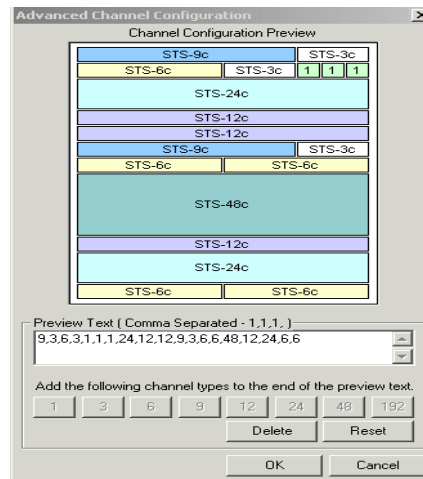 Advanced Channel Configuration
Channel Configuration Preview
STS-9c STS-3c
STS-6c STS-3c 1 1 1
STS-24c
STS-12c
STS-12c
STS-9c STS-3c
STS-6c STS-6c
STS-48c
STS-12c
STS-24c
STS-6c STS-6c
Preview Text ( Comma Separated - 1,1,1, )
9,3,6,3,1,1,1,24,12,12,9,3,6,6,48,12,24,6,6
Add the following channel types to the end of the preview text.
1 3 6 9 12 24 48 192
Delete Reset
OK Cancel